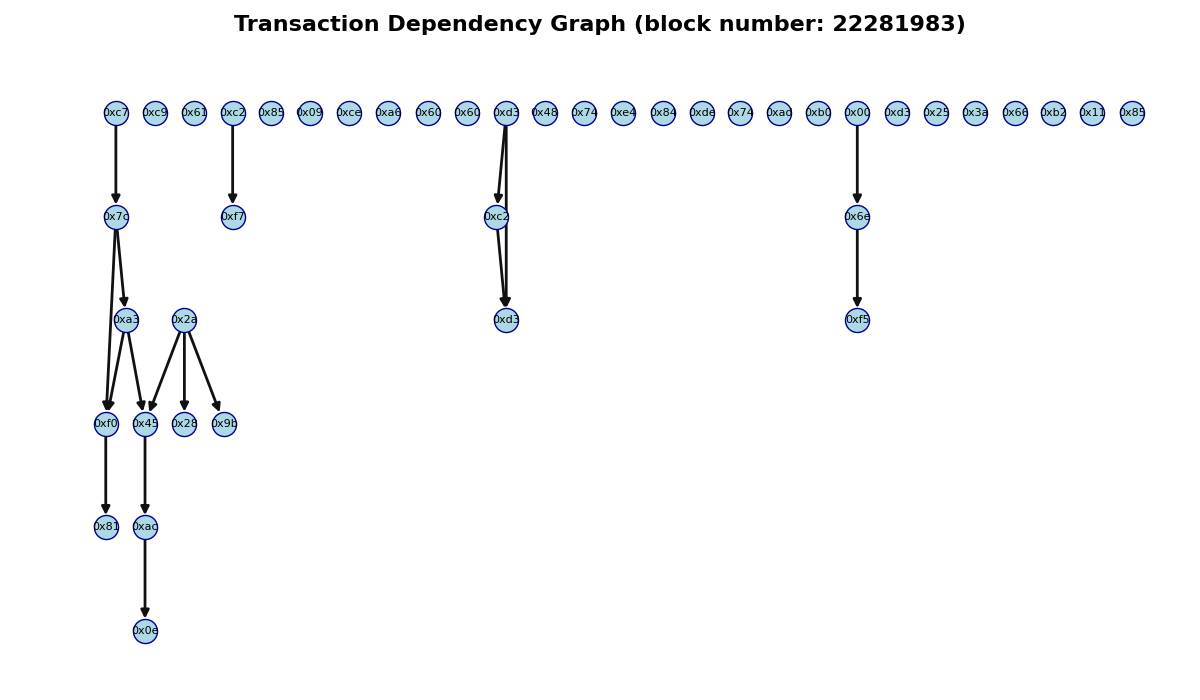 Transaction Dependency Graph (block number: 22281983)
0xc7 0xc9 0x61 0xc2 0x85 0x09 0xce 0xa6 0x60 0x60 0xd3 0x48 0x74 0xe4 0x84 0xde 0x74 0xad 0xb0 0x00 0xd3 0x25 0x3a 0x66 0xb2 0x11 0x85
0x7c 0xf7 0xc2 0x6e
0xa3 0x2a 0xd3 0xf5
0xf0 0x45 0x28 0x9b
0x81 0xac
0x0e